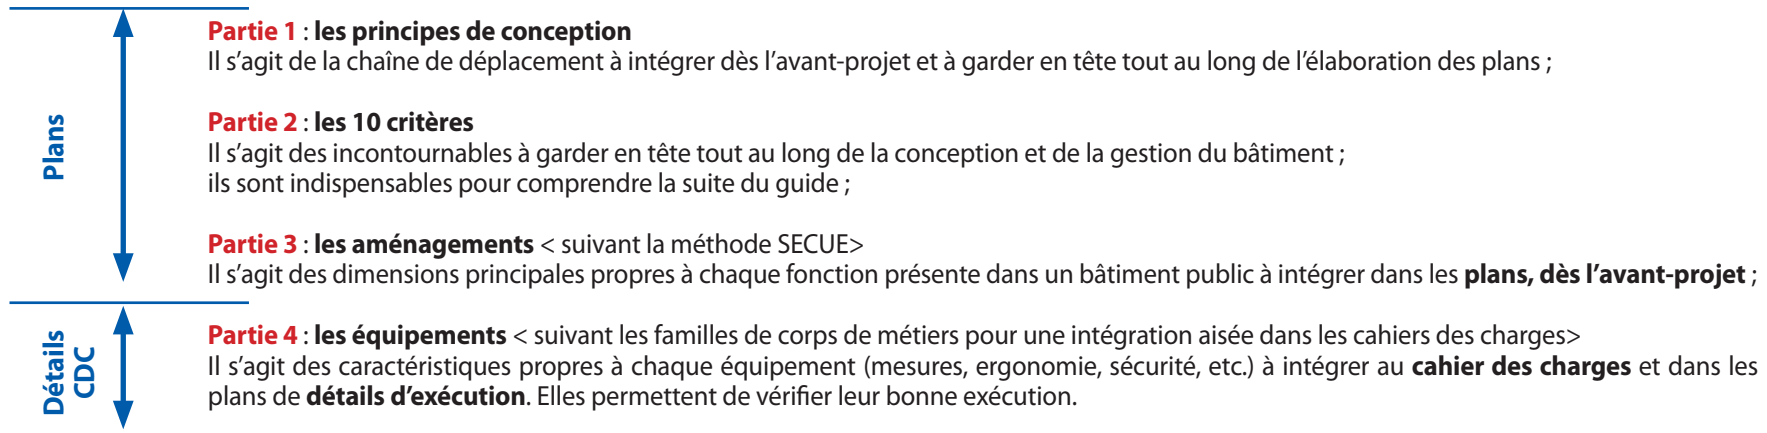 Plans
Partie 1 : les principes de conception
Il s’agit de la chaîne de déplacement à intégrer dès l’avant-projet et à garder en tête tout au long de l’élaboration des plans ;
Partie 2 : les 10 critères
Il s’agit des incontournables à garder en tête tout au long de la conception et de la gestion du bâtiment ;
ils sont indispensables pour comprendre la suite du guide ;
Partie 3 : les aménagements < suivant la méthode SECUE>
Il s’agit des dimensions principales propres à chaque fonction présente dans un bâtiment public à intégrer dans les plans, dès l’avant-projet ;
Détails
CDC
Partie 4 : les équipements < suivant les familles de corps de métiers pour une intégration aisée dans les cahiers des charges>
Il s’agit des caractéristiques propres à chaque équipement (mesures, ergonomie, sécurité, etc.) à intégrer au cahier des charges et dans les
plans de détails d’exécution. Elles permettent de vérifier leur bonne exécution.